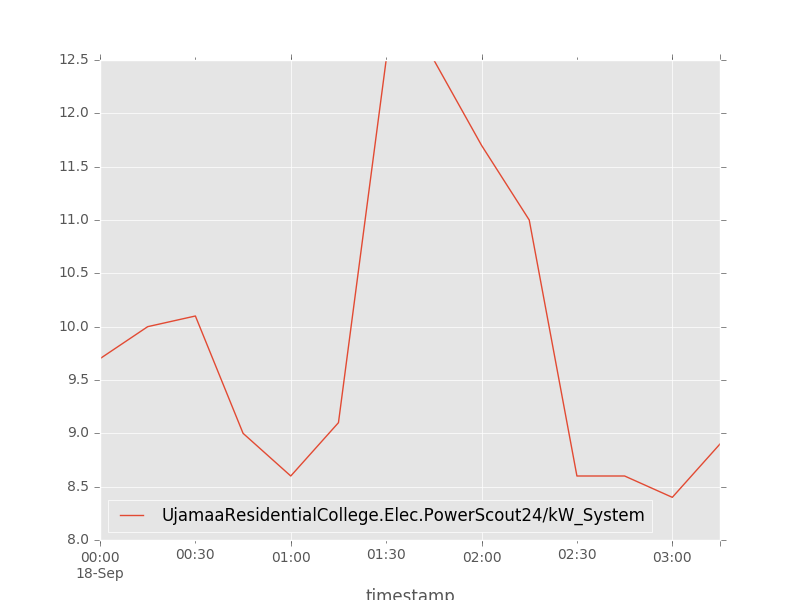 12.5
12.0
11.5
11.0
10.5
10.0
9.5
9.0
8.5
8.0
UjamaaResidentialCollege.Elec.PowerScout24/kW_System
00:00 00:30 01:00 01:30 02:00 02:30 03:00
18-Sep
timestamp